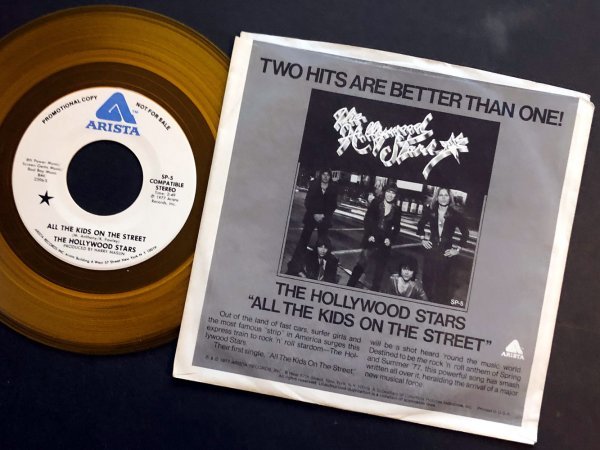 PROMOTIONAL COPY
NOT FOR SALE
ARISTA
SP-5
COMPATIBLE
STEREO
© 1977 Arista
Records, Inc.
ALL THE KIDS ON THE STREET
THE HOLLYWOOD STARS
TWO HITS ARE BETTER THAN ONE!
The Hollywood
Stars
SP-5
THE HOLLYWOOD STARS
"ALL THE KIDS ON THE STREET"
Out of the land of fast cars, surfer girls and
the most famous "strip" in America surges this
express train to rock 'n' roll stardom—The Hol-
lywood Stars.
Their first single, "All The Kids On The Street,"
will be a shot heard 'round the music world.
Destined to be the rock 'n' roll anthem of Spring
and Summer '77, this powerful song has smash
written all over it, heralding the arrival of a major
new musical force.
ARISTA